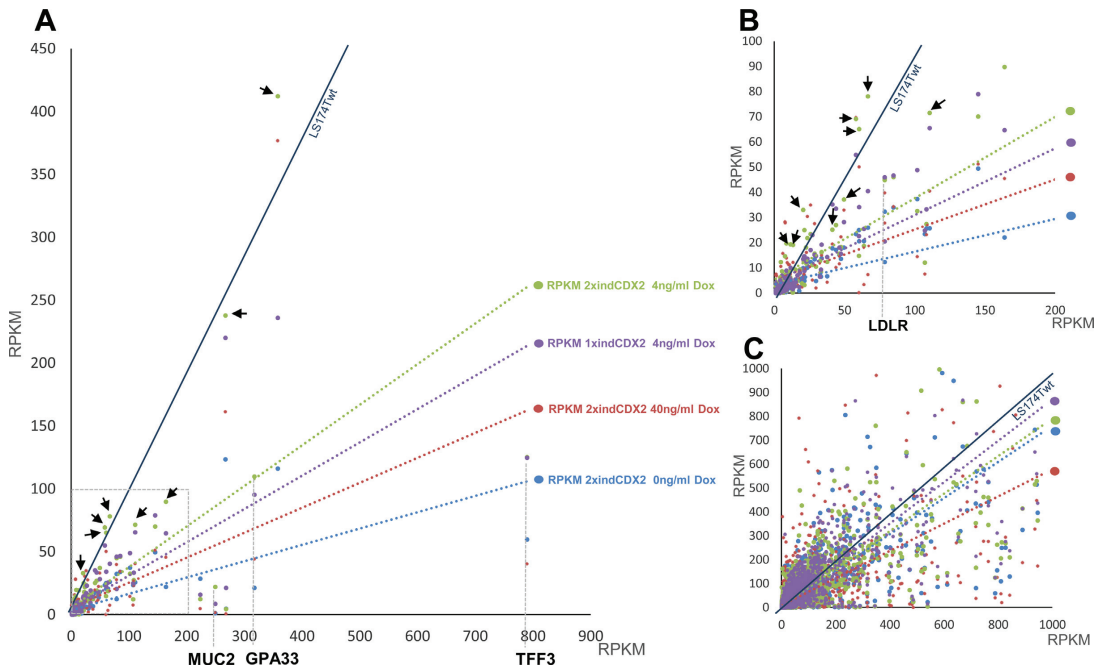 A
450
400
350
300
250
200
150
100
50
0
RPKM
LS174Twt
RPKM 2xindCDX2 4ng/ml Dox
RPKM 1xindCDX2 4ng/ml Dox
RPKM 2xindCDX2 40ng/ml Dox
RPKM 2xindCDX2 0ng/ml Dox
0 100 200 300 400 500 600 700 800 900
RPKM
MUC2 GPA33 TFF3
B
100
90
80
70
60
50
40
30
20
10
0
RPKM
LS174Twt
0 50 100 150 200
LDLR
RPKM
C
1000
900
800
700
600
500
400
300
200
100
0
RPKM
LS174Twt
0 200 400 600 800 1000
RPKM